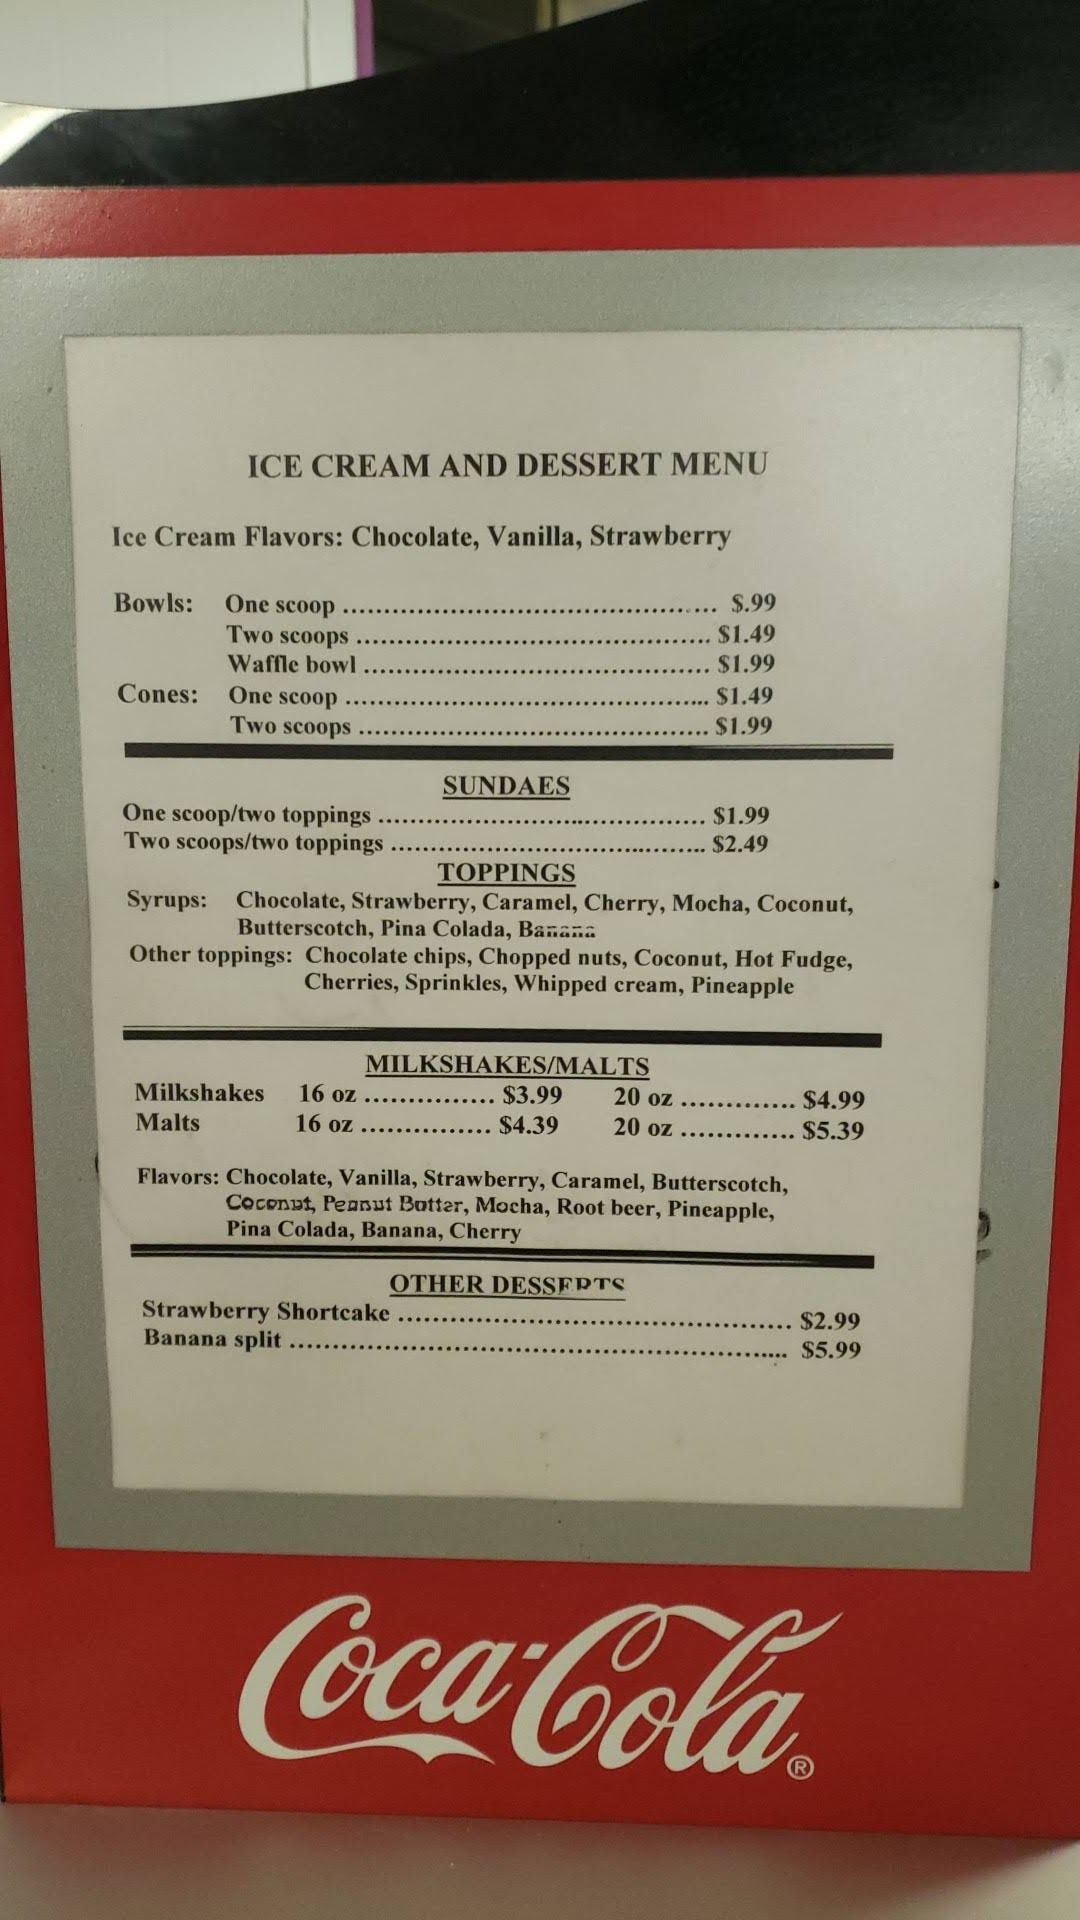 ICE CREAM AND DESSERT MENU
Ice Cream Flavors: Chocolate, Vanilla, Strawberry
Bowls: One scoop ............................................. $.99
Two scoops ........................................... $1.49
Waffle bowl .......................................... $1.99
Cones: One scoop ............................................ $1.49
Two scoops .......................................... $1.99
SUNDAES
One scoop/two toppings ........................................ $1.99
Two scoops/two toppings ...................................... $2.49
TOPPINGS
Syrups: Chocolate, Strawberry, Caramel, Cherry, Mocha, Coconut,
Butterscotch, Pina Colada, Banana
Other toppings: Chocolate chips, Chopped nuts, Coconut, Hot Fudge,
Cherries, Sprinkles, Whipped cream, Pineapple
MILKSHAKES/MALTS
Milkshakes 16 oz ................ $3.99 20 oz .............. $4.99
Malts 16 oz ................ $4.39 20 oz .............. $5.39
Flavors: Chocolate, Vanilla, Strawberry, Caramel, Butterscotch,
Coconut, Peanut Butter, Mocha, Root beer, Pineapple,
Pina Colada, Banana, Cherry
OTHER DESSERTS
Strawberry Shortcake ................................................ $2.99
Banana split ............................................................. $5.99
Coca-Cola®